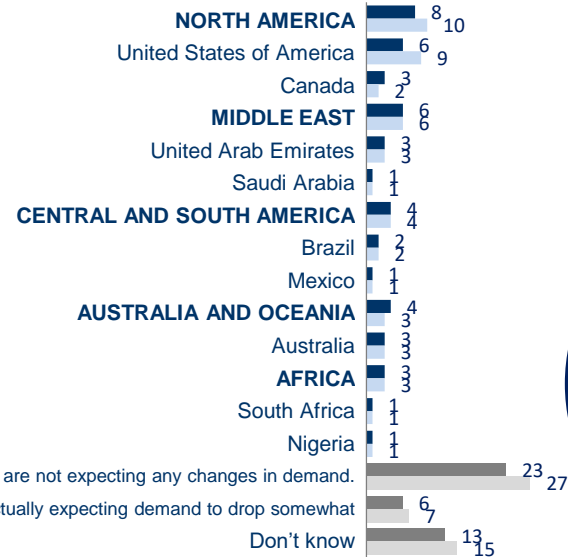 NORTH AMERICA 8 10
United States of America 6 9
Canada 3 2
MIDDLE EAST 6 6
United Arab Emirates 3 3
Saudi Arabia 1 1
CENTRAL AND SOUTH AMERICA 4 4
Brazil 2 2
Mexico 1 1
AUSTRALIA AND OCEANIA 4 3
Australia 3 3
AFRICA 3 3
South Africa 1 1
Nigeria 1 1
are not expecting any changes in demand. 23 27
expecting demand to drop somewhat 6 7
Don't know 13 15